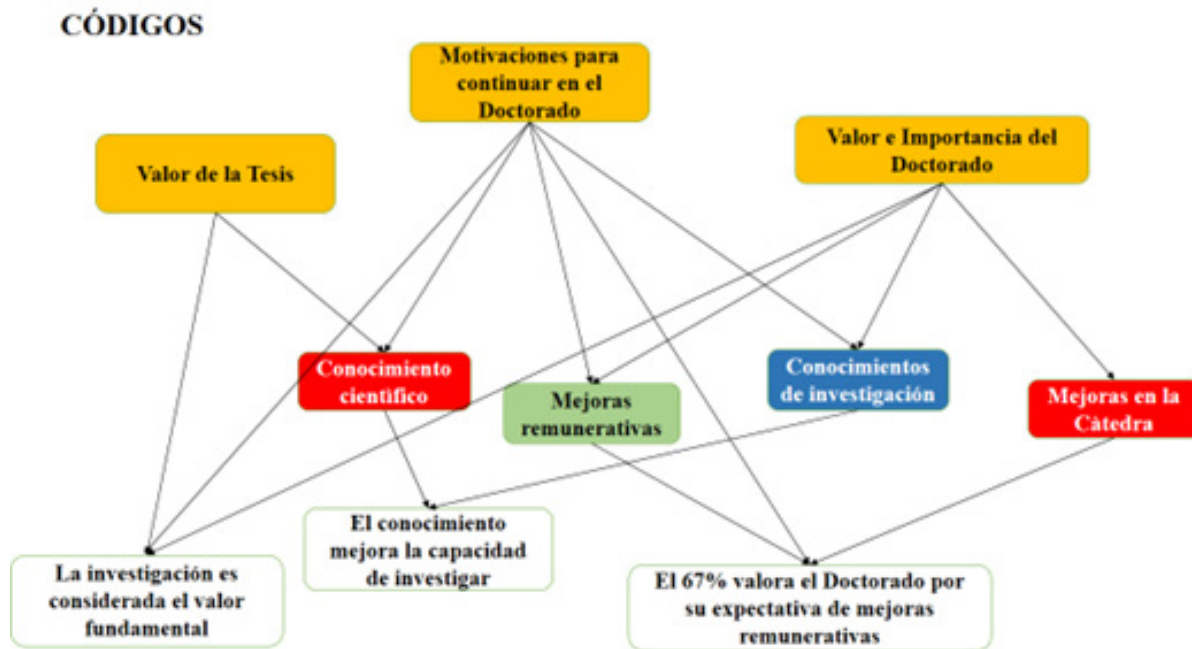 CÓDIGOS
Motivaciones para
continuar en el
Doctorado
Valor e Importancia del
Doctorado
Valor de la Tesis
Conocimiento
científico
Mejoras
remunerativas
Conocimientos
de investigación
Mejoras en la
Càtedra
El conocimiento
mejora la capacidad
de investigar
La investigación es
considerada el valor
fundamental
El 67% valora el Doctorado por
su expectativa de mejoras
remunerativas